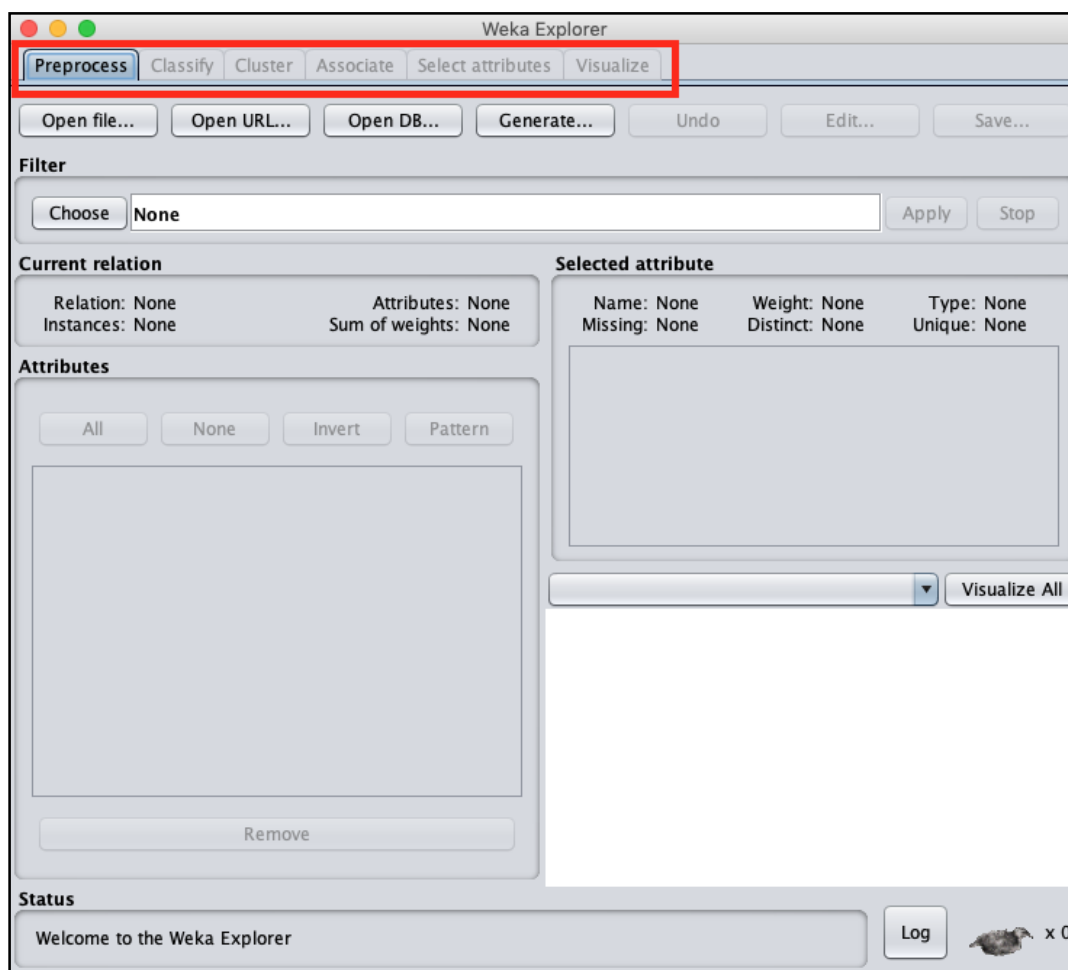 Weka Explorer
Preprocess Classify Cluster Associate Select attributes Visualize
Open file... Open URL... Open DB... Generate... Undo Edit... Save...
Filter
Choose None Apply Stop
Current relation
Relation: None Attributes: None
Instances: None Sum of weights: None
Attributes
All None Invert Pattern
Remove
Selected attribute
Name: None Weight: None Type: None
Missing: None Distinct: None Unique: None
Visualize All
Status
Welcome to the Weka Explorer
Log x 0